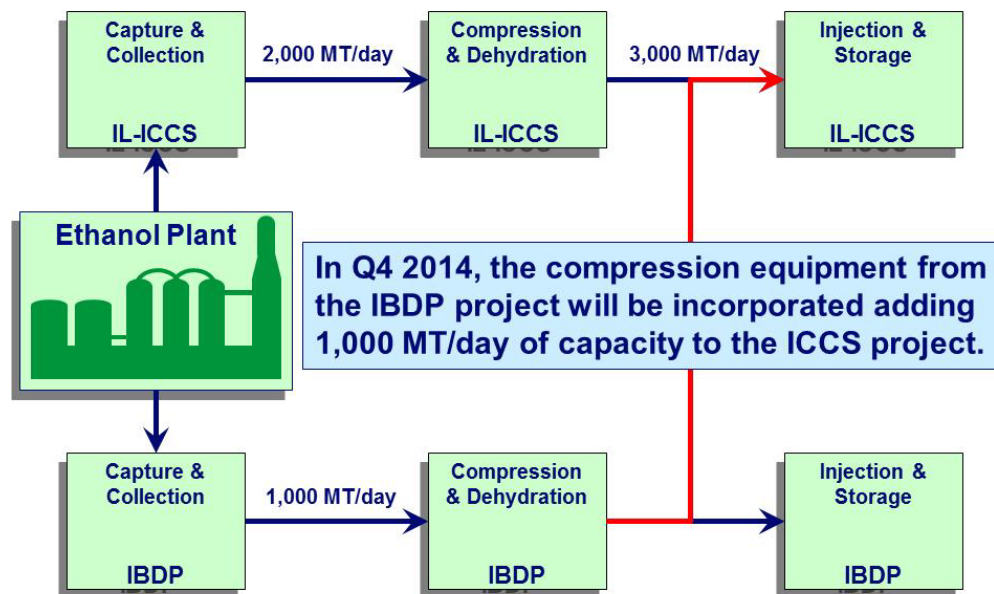 Capture &
Collection
IL-ICCS
2,000 MT/day
Compression
& Dehydration
IL-ICCS
3,000 MT/day
Injection &
Storage
IL-ICCS
Ethanol Plant
In Q4 2014, the compression equipment from
the IBDP project will be incorporated adding
1,000 MT/day of capacity to the ICCS project.
Capture &
Collection
IBDP
1,000 MT/day
Compression
& Dehydration
IBDP
Injection &
Storage
IBDP